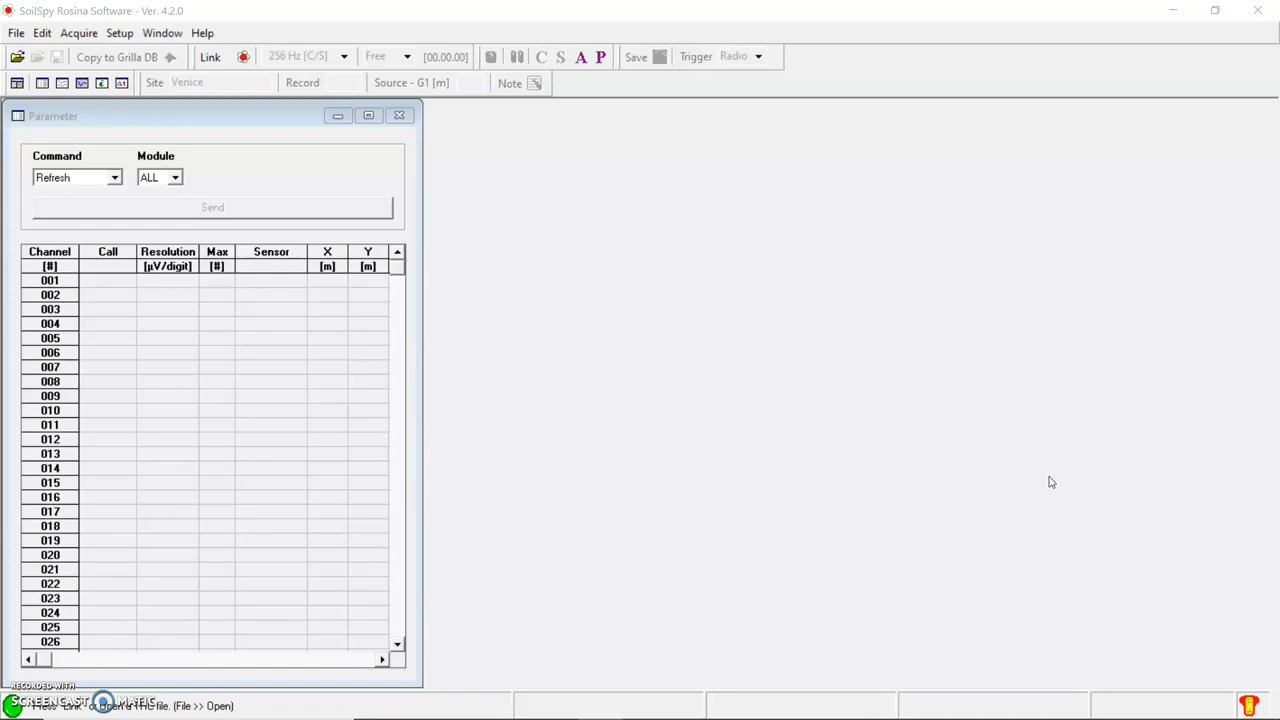 SoilSpy Rosina Software - Ver. 4.2.0
File Edit Acquire Setup Window Help
Copy to Grilla DB Link 256 Hz [C/S] Free [00.00.00] C S A P Save Trigger Radio
Site Venice Record Source - G1 [m] Note
Parameter
Command Module
Refresh ALL
Send
Channel Call Resolution Max Sensor X Y
[#] [µV/digit] [#] [m] [m]
001
002
003
004
005
006
007
008
009
010
011
012
013
014
015
016
017
018
019
020
021
022
023
024
025
026
RECORDED WITH
SCREENCAST MATIC
Press "Link" file. (File >> Open)